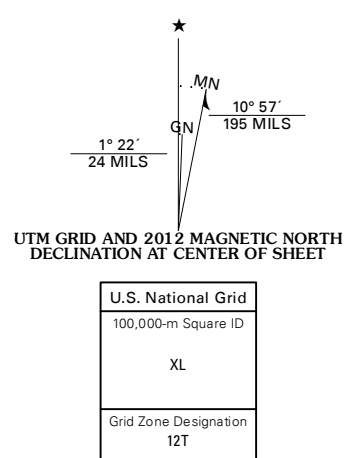 ★
MN
10° 57´
195 MILS
GN
1° 22´
24 MILS
UTM GRID AND 2012 MAGNETIC NORTH
DECLINATION AT CENTER OF SHEET
U.S. National Grid
100,000-m Square ID
XL
Grid Zone Designation
12T